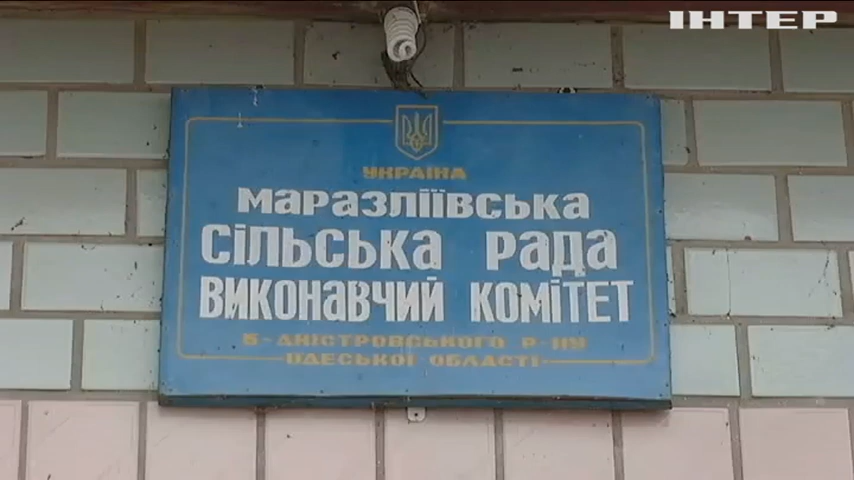 ІНТЕР
УКРАЇНА
МАРАЗЛІЇВСЬКА
СІЛЬСЬКА РАДА
ВИКОНАВЧИЙ КОМІТЕТ
Б-ДНІСТРОВСЬКОГО Р-НУ
ОДЕСЬКОЇ ОБЛАСТІ